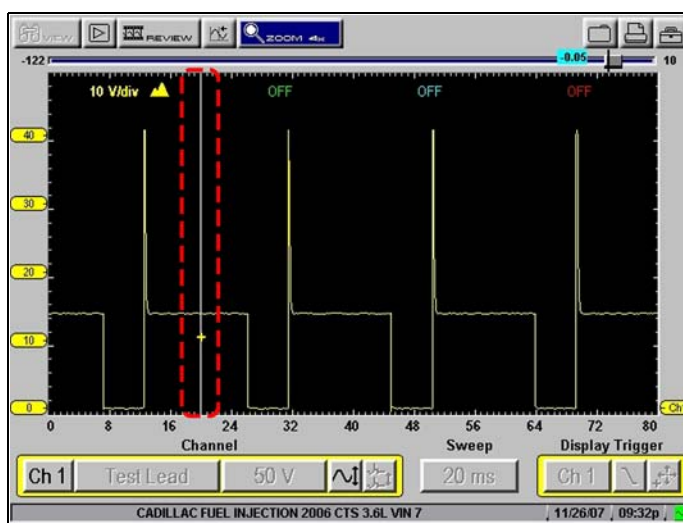 VIEW REVIEW ZOOM 4x
-122 -0.05 10
10 V/div OFF OFF OFF
40
30
20
10
0 Ch1
0 8 16 24 32 40 48 56 64 72 80
Channel Sweep Display Trigger
Ch 1 Test Lead 50 V 20 ms Ch 1
CADILLAC FUEL INJECTION 2006 CTS 3.6L VIN 7 11/26/07 09:32p